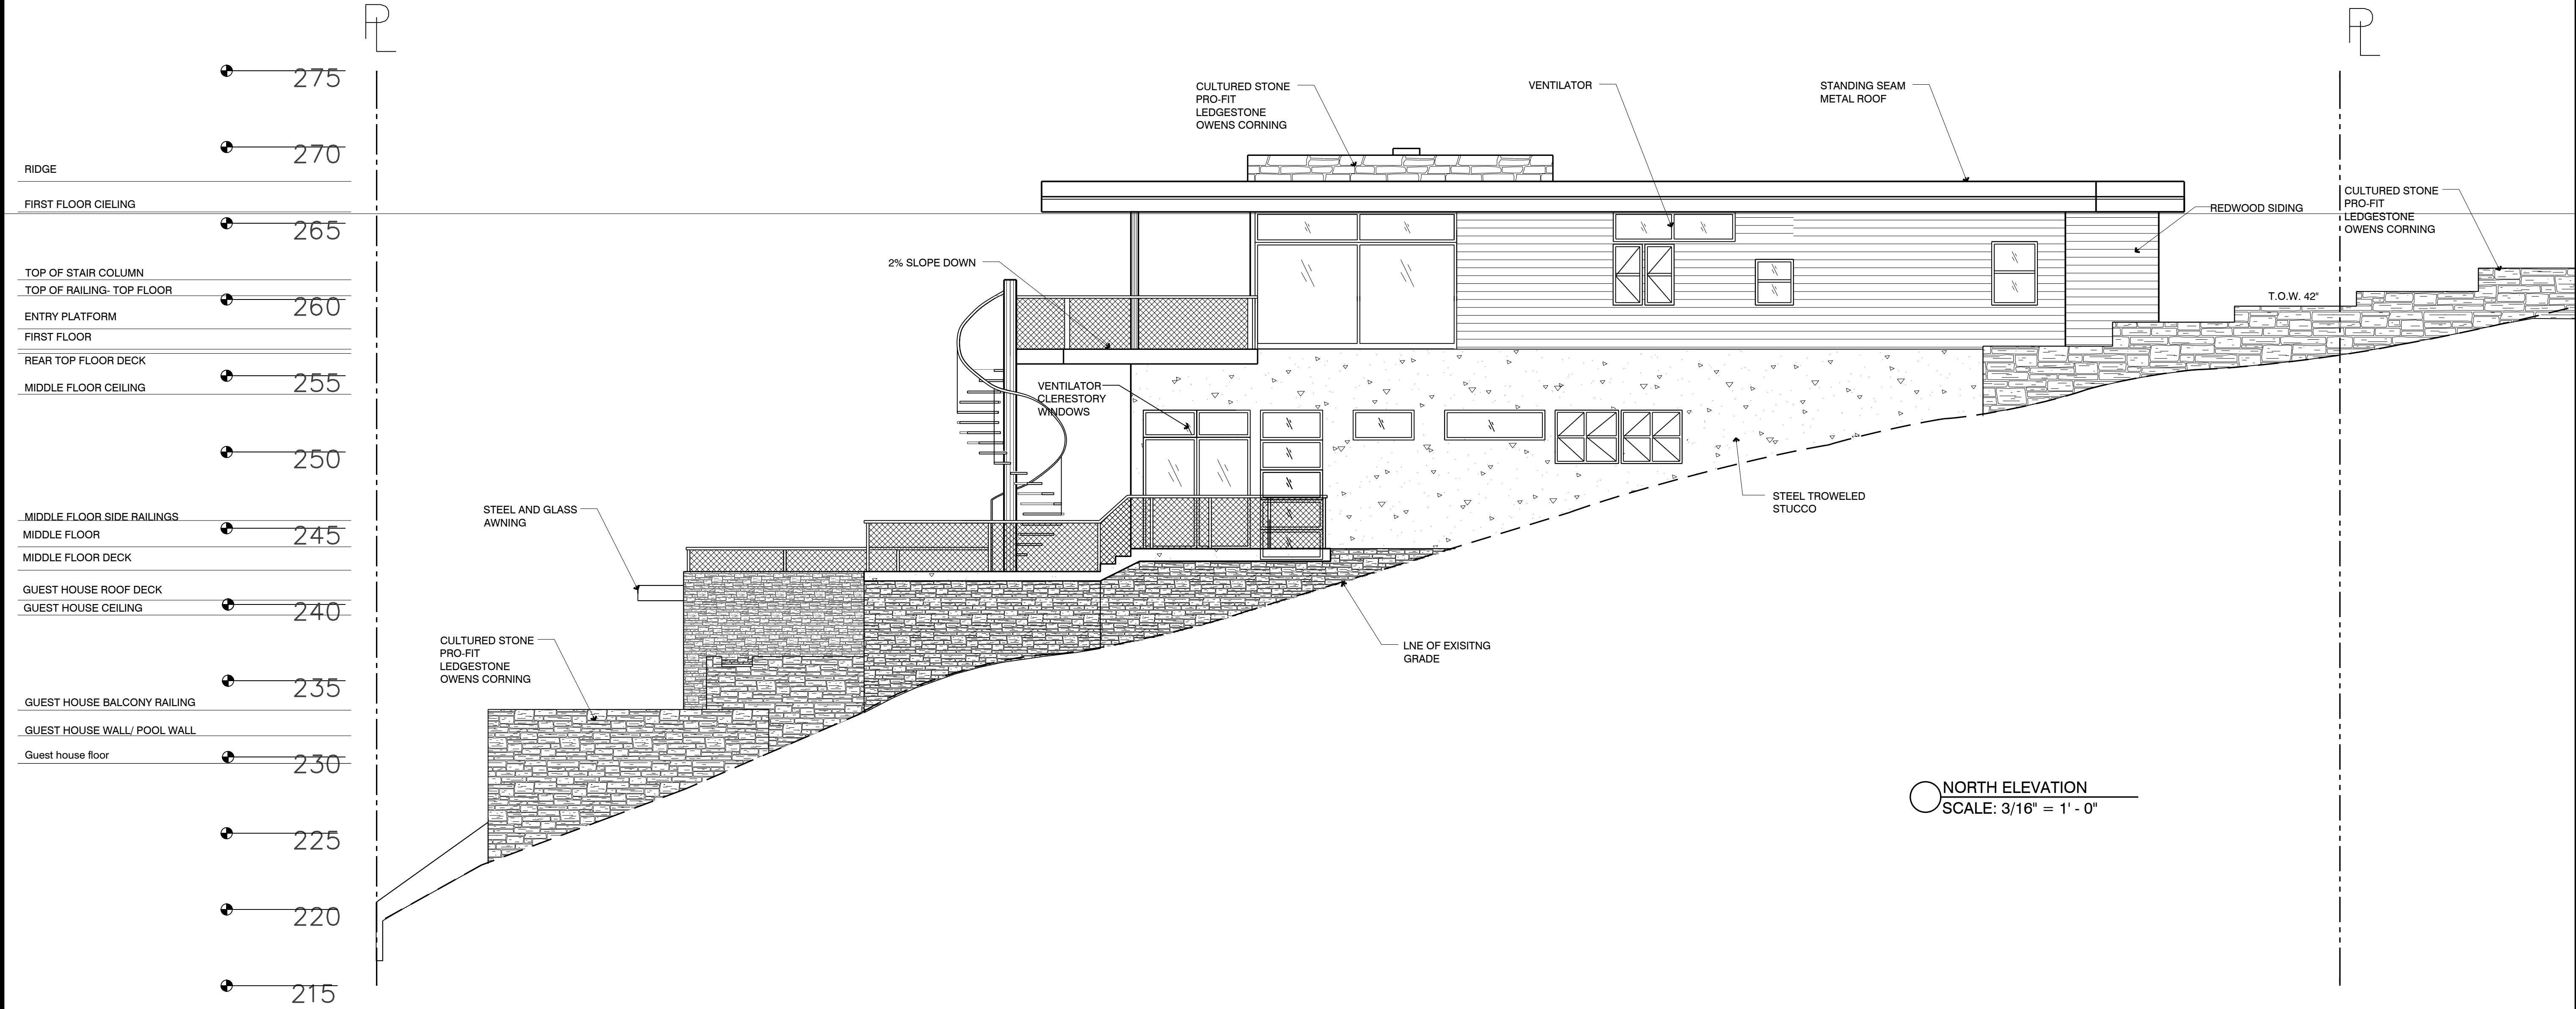 PL
PL
275
270
RIDGE
FIRST FLOOR CIELING
265
TOP OF STAIR COLUMN
TOP OF RAILING- TOP FLOOR
260
ENTRY PLATFORM
FIRST FLOOR
REAR TOP FLOOR DECK
255
MIDDLE FLOOR CEILING
250
MIDDLE FLOOR SIDE RAILINGS
245
MIDDLE FLOOR
MIDDLE FLOOR DECK
GUEST HOUSE ROOF DECK
GUEST HOUSE CEILING
240
235
GUEST HOUSE BALCONY RAILING
GUEST HOUSE WALL/ POOL WALL
Guest house floor
230
225
220
215
CULTURED STONE
PRO-FIT
LEDGESTONE
OWENS CORNING
VENTILATOR
STANDING SEAM
METAL ROOF
CULTURED STONE
PRO-FIT
LEDGESTONE
OWENS CORNING
REDWOOD SIDING
2% SLOPE DOWN
T.O.W. 42"
VENTILATOR
CLERESTORY
WINDOWS
STEEL AND GLASS
AWNING
STEEL TROWELED
STUCCO
CULTURED STONE
PRO-FIT
LEDGESTONE
OWENS CORNING
LNE OF EXISITNG
GRADE
NORTH ELEVATION
SCALE: 3/16" = 1' - 0"